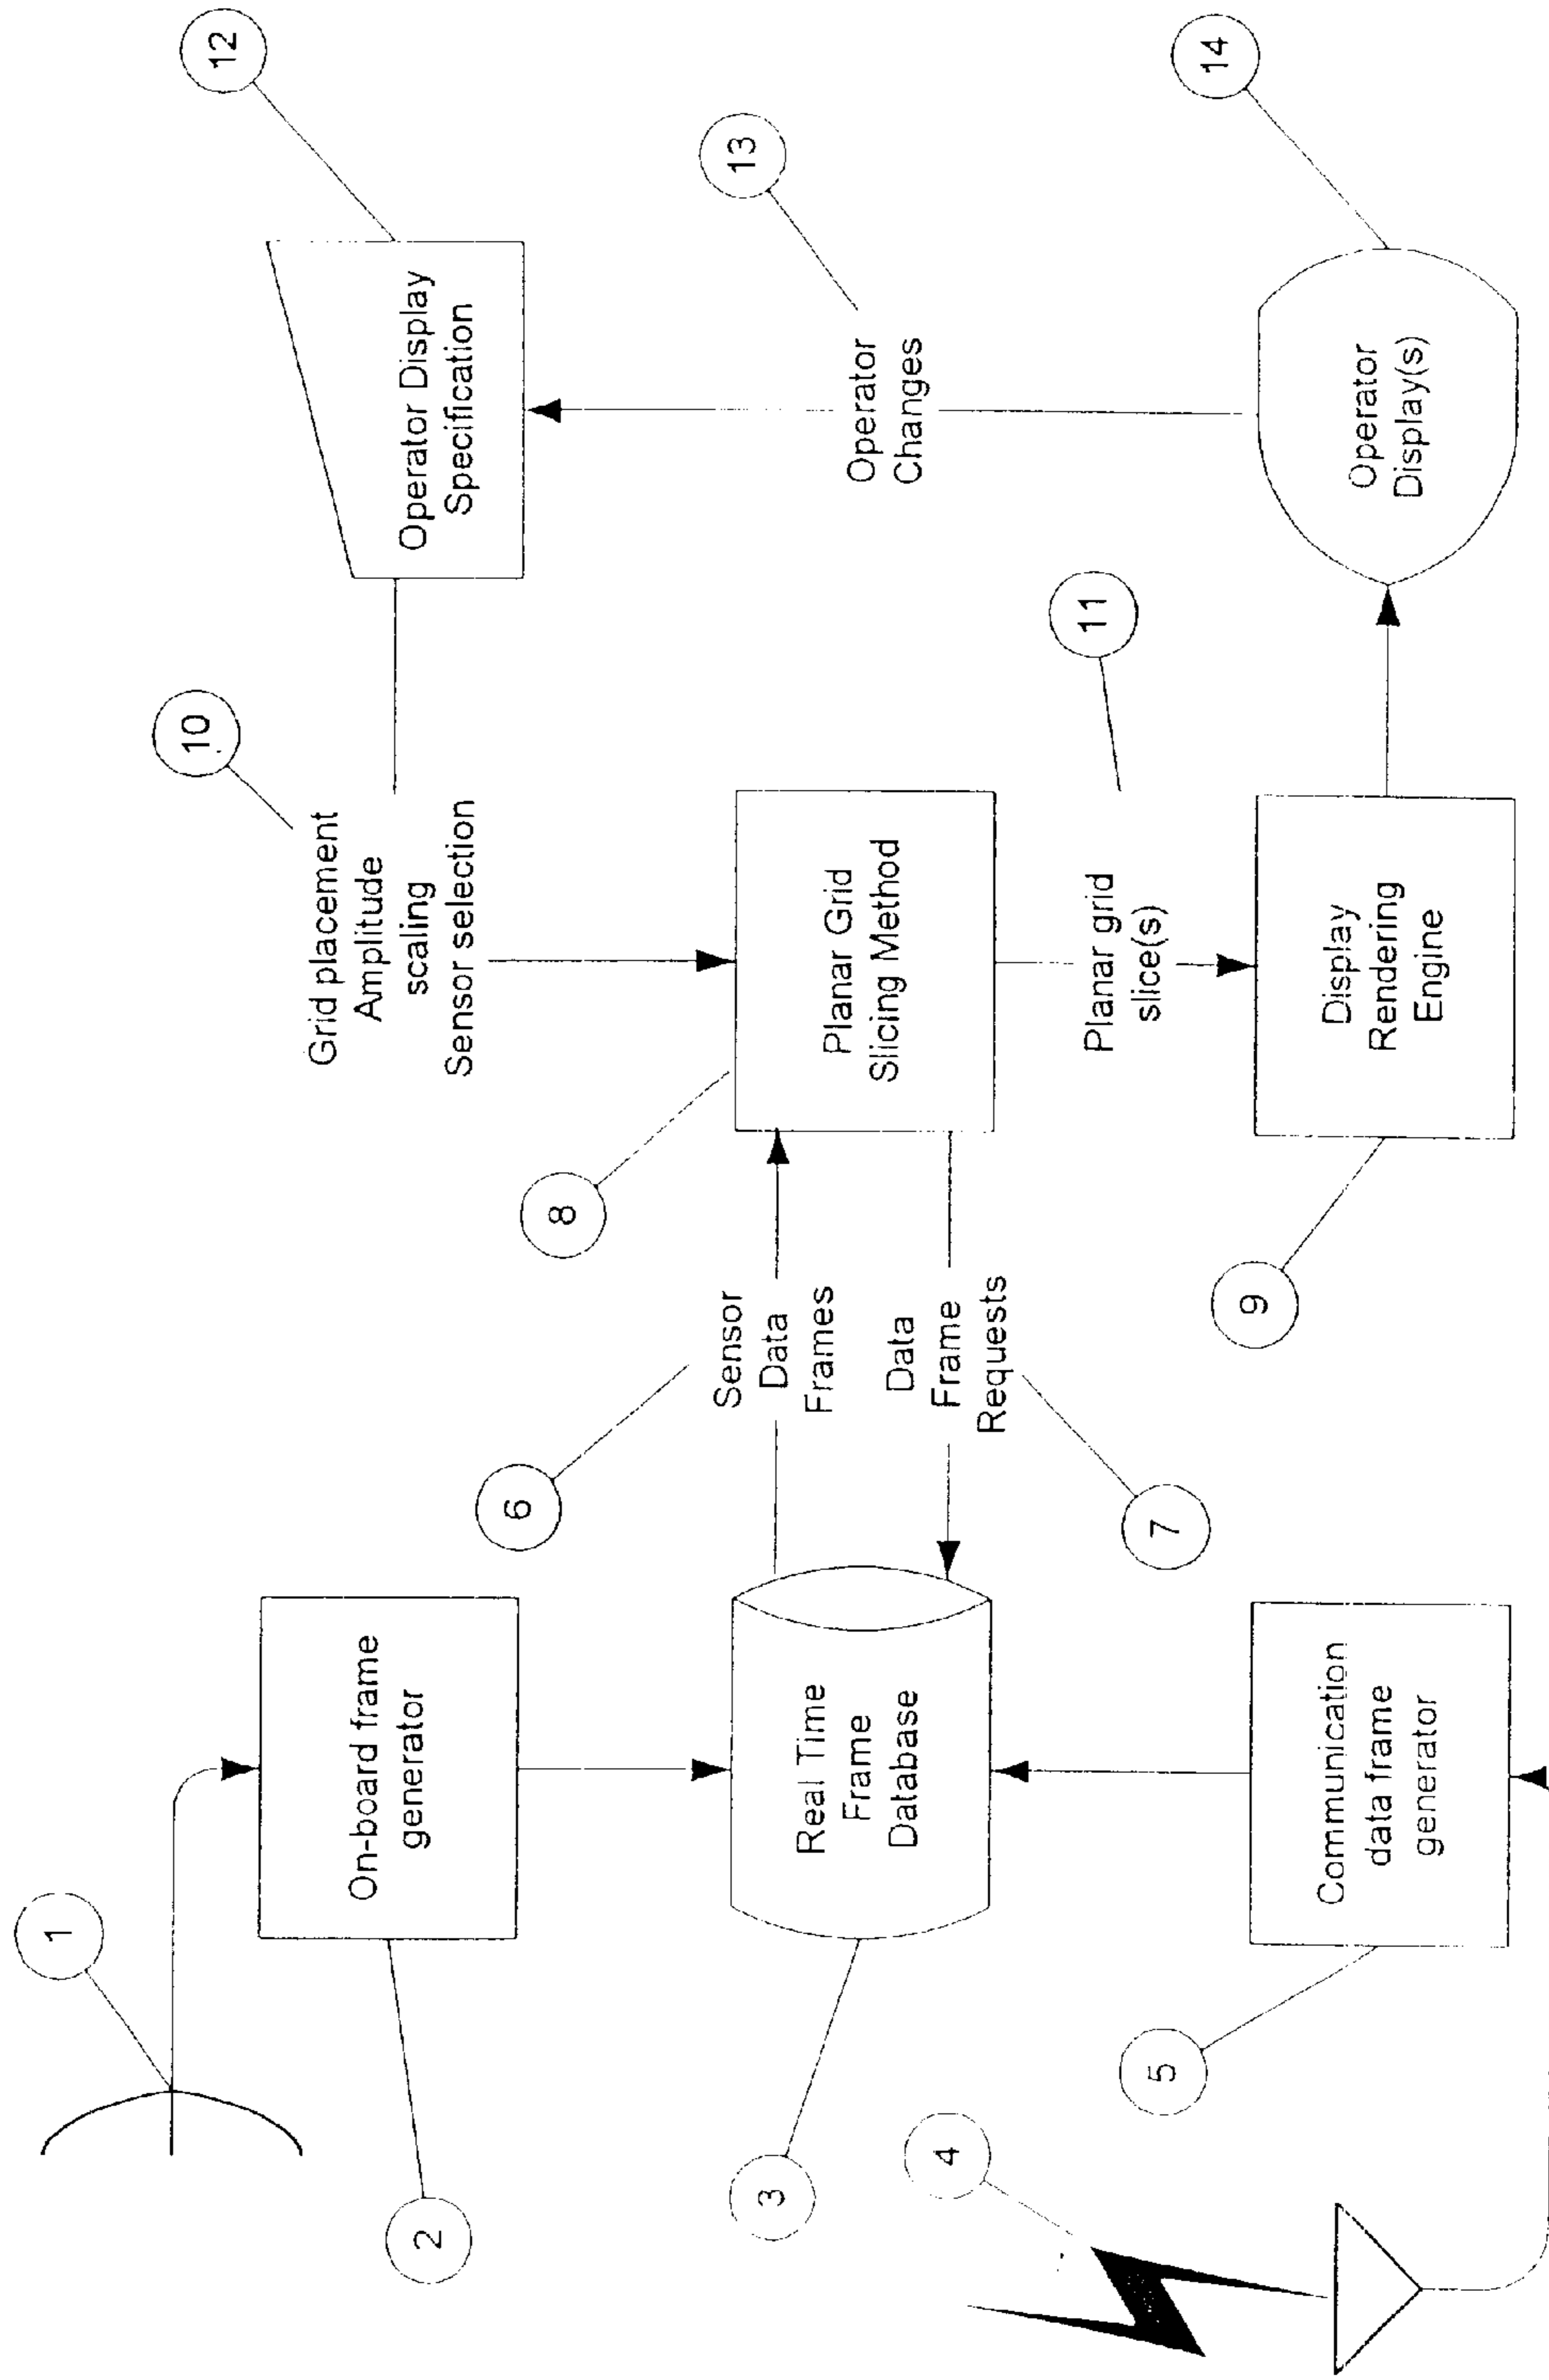 1
On-board frame
generator
2
Real Time
Frame
Database
3
4
Communication
data frame
generator
5
Sensor
Data
Frames
6
Data
Frame
Requests
7
8
Planar Grid
Slicing Method
Grid placement
Amplitude
scaling
Sensor selection
10
Planar grid
slice(s)
11
Display
Rendering
Engine
9
12
Operator Display
Specification
13
Operator
Changes
14
Operator
Display(s)